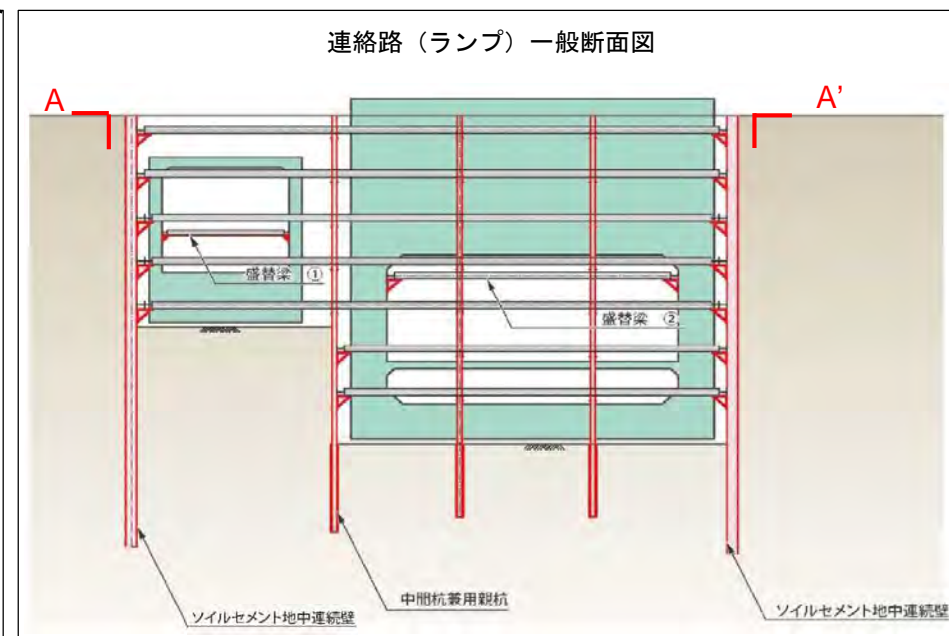 連絡路（ランプ）一般断面図
A
A’
盛替梁 ①
盛替梁 ②
中間杭兼用親杭
ソイルセメント地中連続壁
ソイルセメント地中連続壁